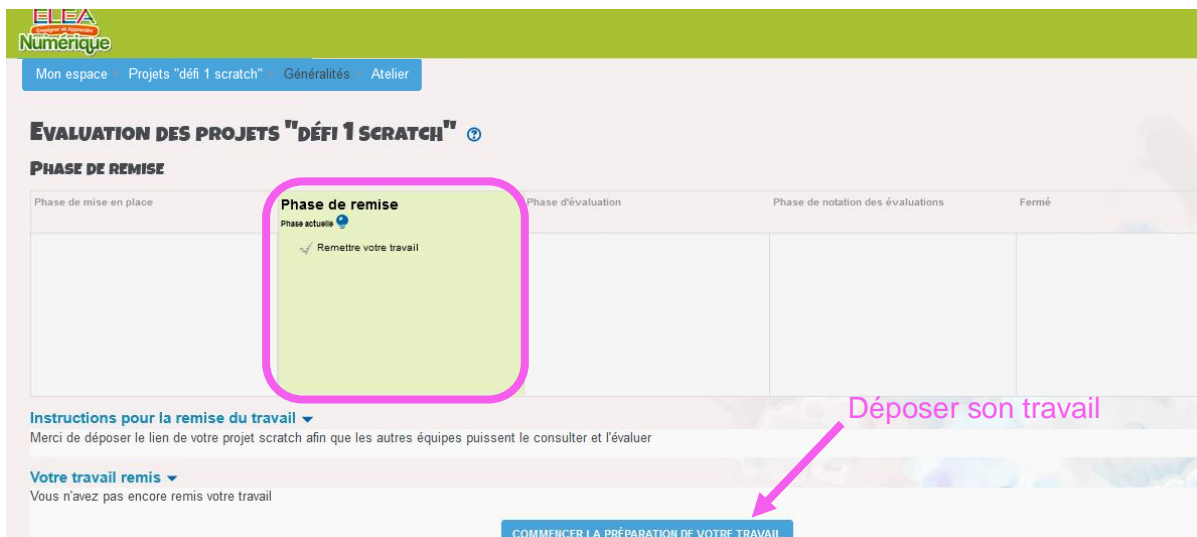 ELEA
Enseigner et Apprendre
Numérique
Mon espace Projets "défi 1 scratch" Généralités Atelier
Evaluation des projets "défi 1 scratch"
Phase de remise
Phase de mise en place Phase de remise Phase d'évaluation Phase de notation des évaluations Fermé
Phase actuelle
Remettre votre travail
Déposer son travail
Instructions pour la remise du travail
Merci de déposer le lien de votre projet scratch afin que les autres équipes puissent le consulter et l'évaluer
Votre travail remis
Vous n'avez pas encore remis votre travail
COMMENCER LA PRÉPARATION DE VOTRE TRAVAIL